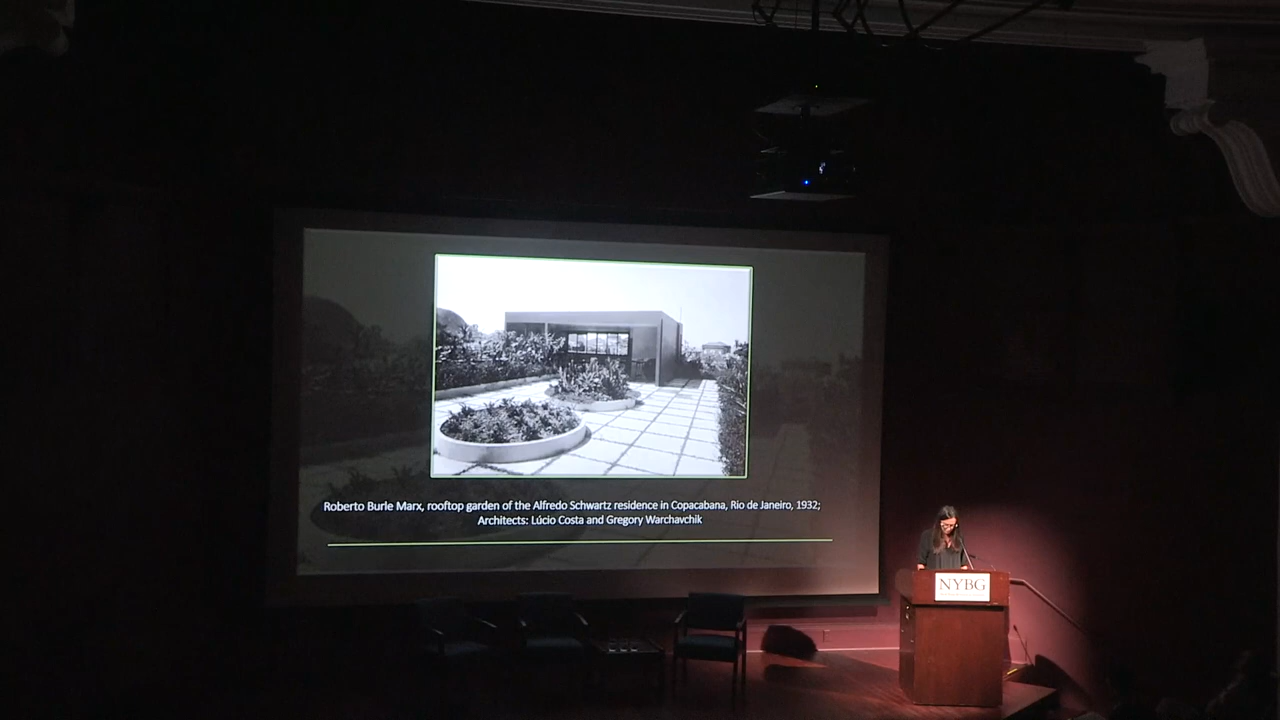 Roberto Burle Marx, rooftop garden of the Alfredo Schwartz residence in Copacabana, Rio de Janeiro, 1932;
Architects: Lúcio Costa and Gregory Warchavchik
NYBG